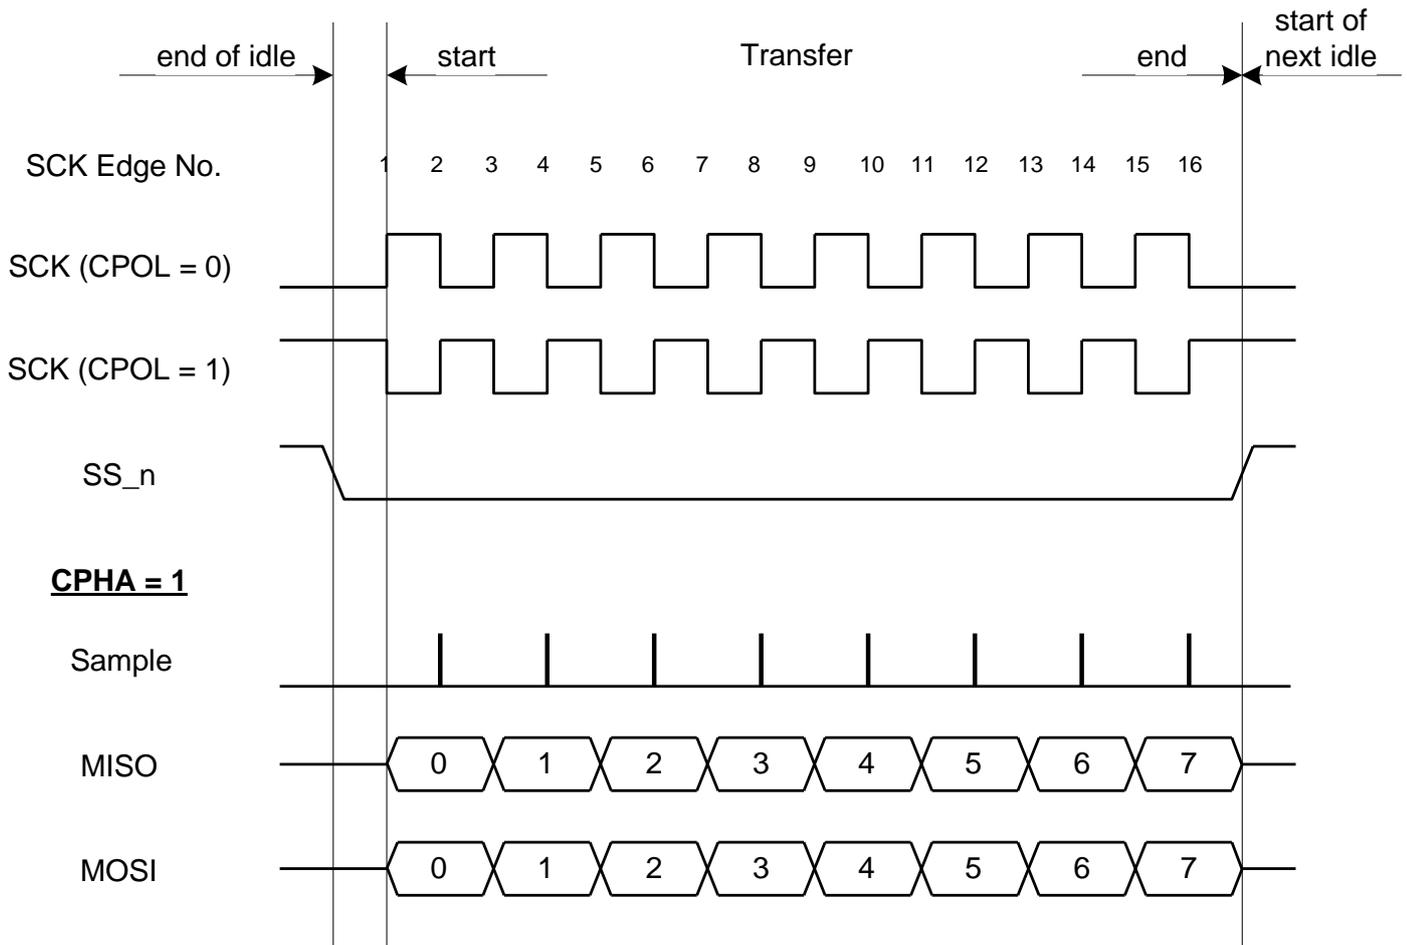 start of
end of idle start Transfer end next idle
SCK Edge No. 1 2 3 4 5 6 7 8 9 10 11 12 13 14 15 16
SCK (CPOL = 0)
SCK (CPOL = 1)
SS_n
CPHA = 1
Sample
MISO 0 1 2 3 4 5 6 7
MOSI 0 1 2 3 4 5 6 7